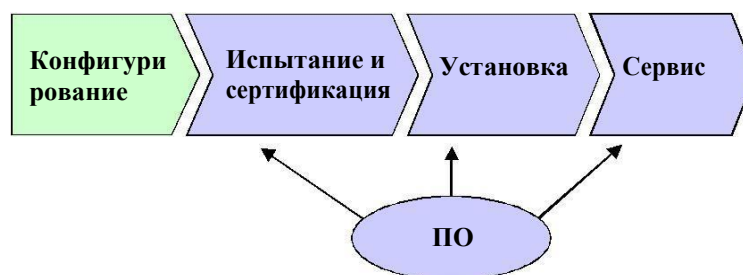 Конфигури
рование
Испытание и
сертификация
Установка
Сервис
ПО